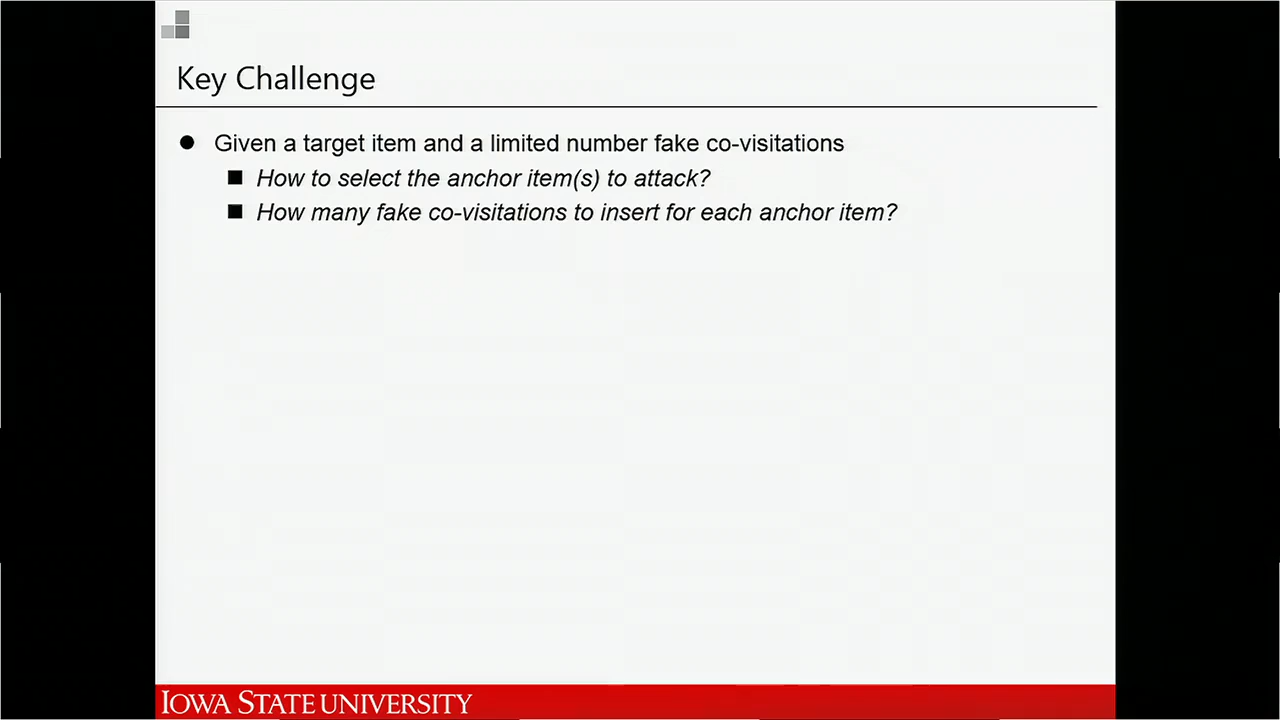 Key Challenge
Given a target item and a limited number fake co-visitations
How to select the anchor item(s) to attack?
How many fake co-visitations to insert for each anchor item?
IOWA STATE UNIVERSITY